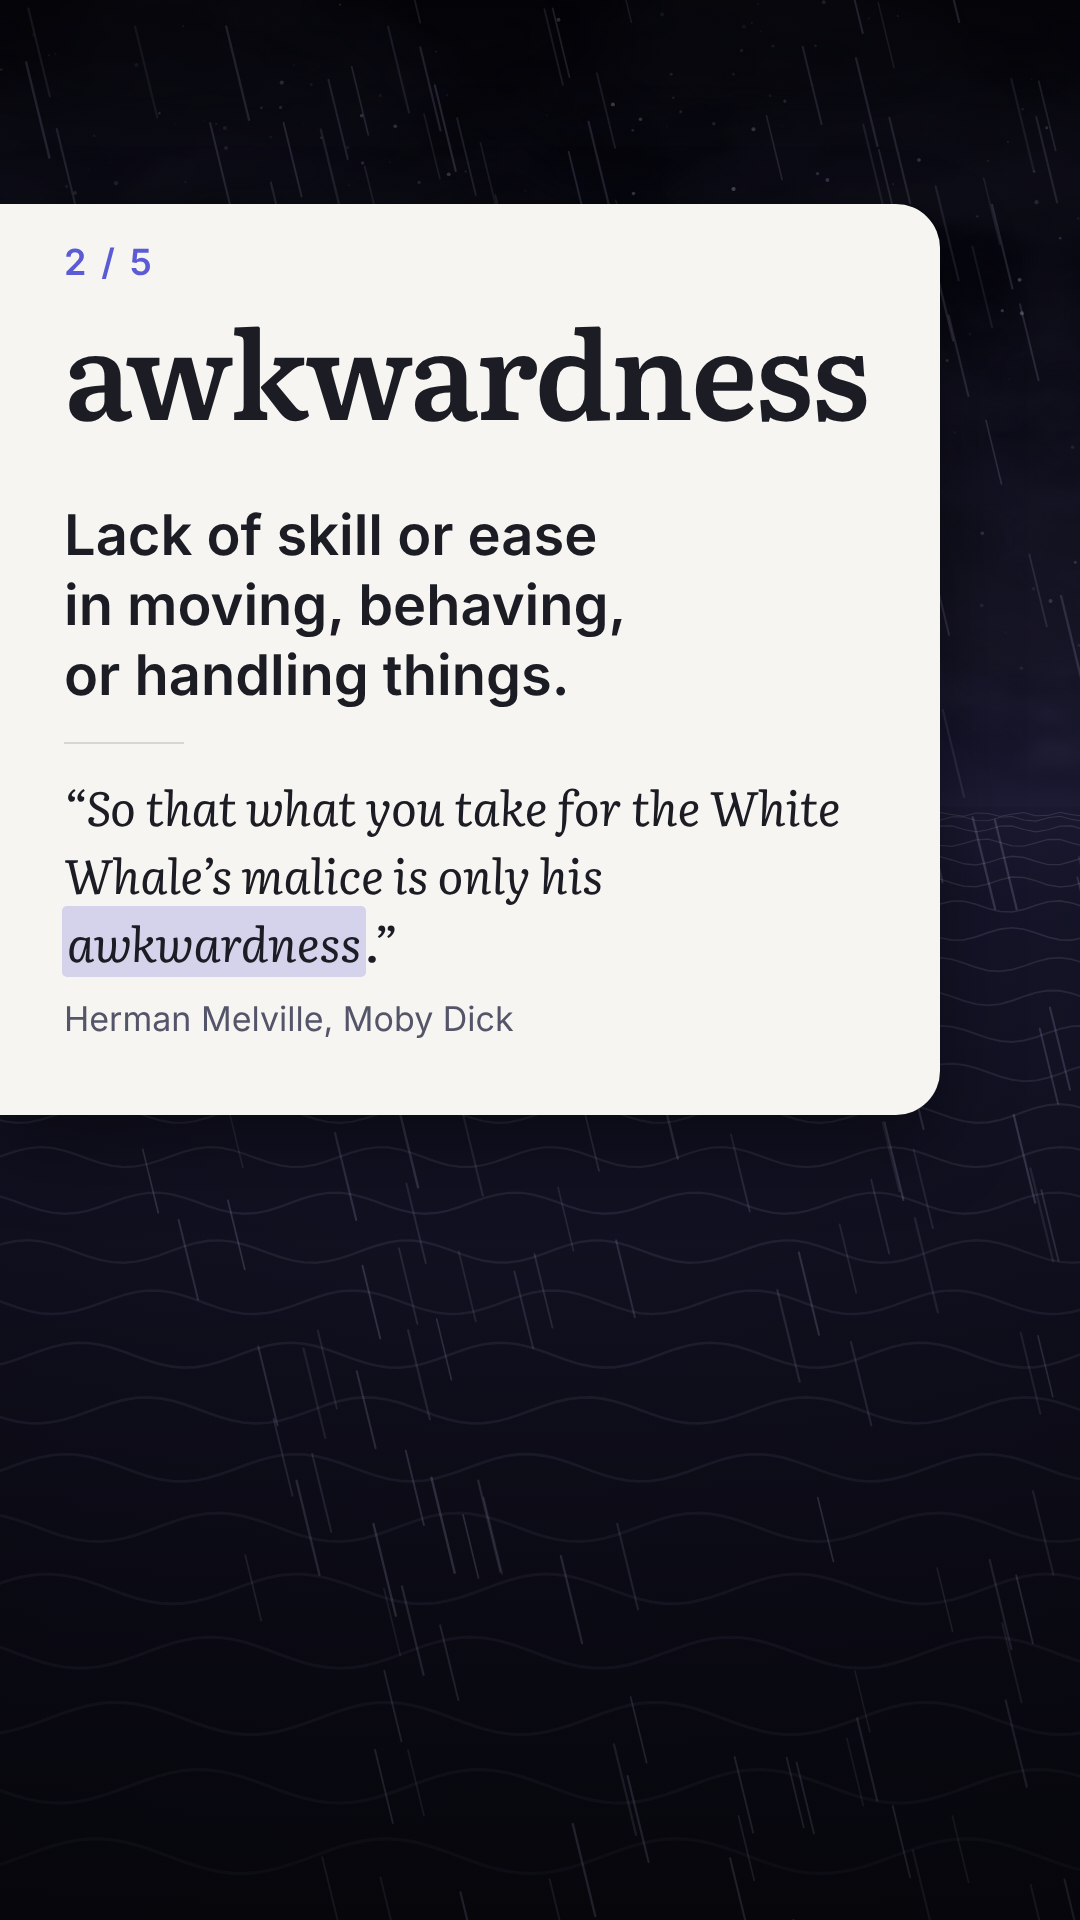 2 / 5
awkwardness
Lack of skill or ease
in moving, behaving,
or handling things.
“So that what you take for the White
Whale’s malice is only his
awkwardness.”
Herman Melville, Moby Dick